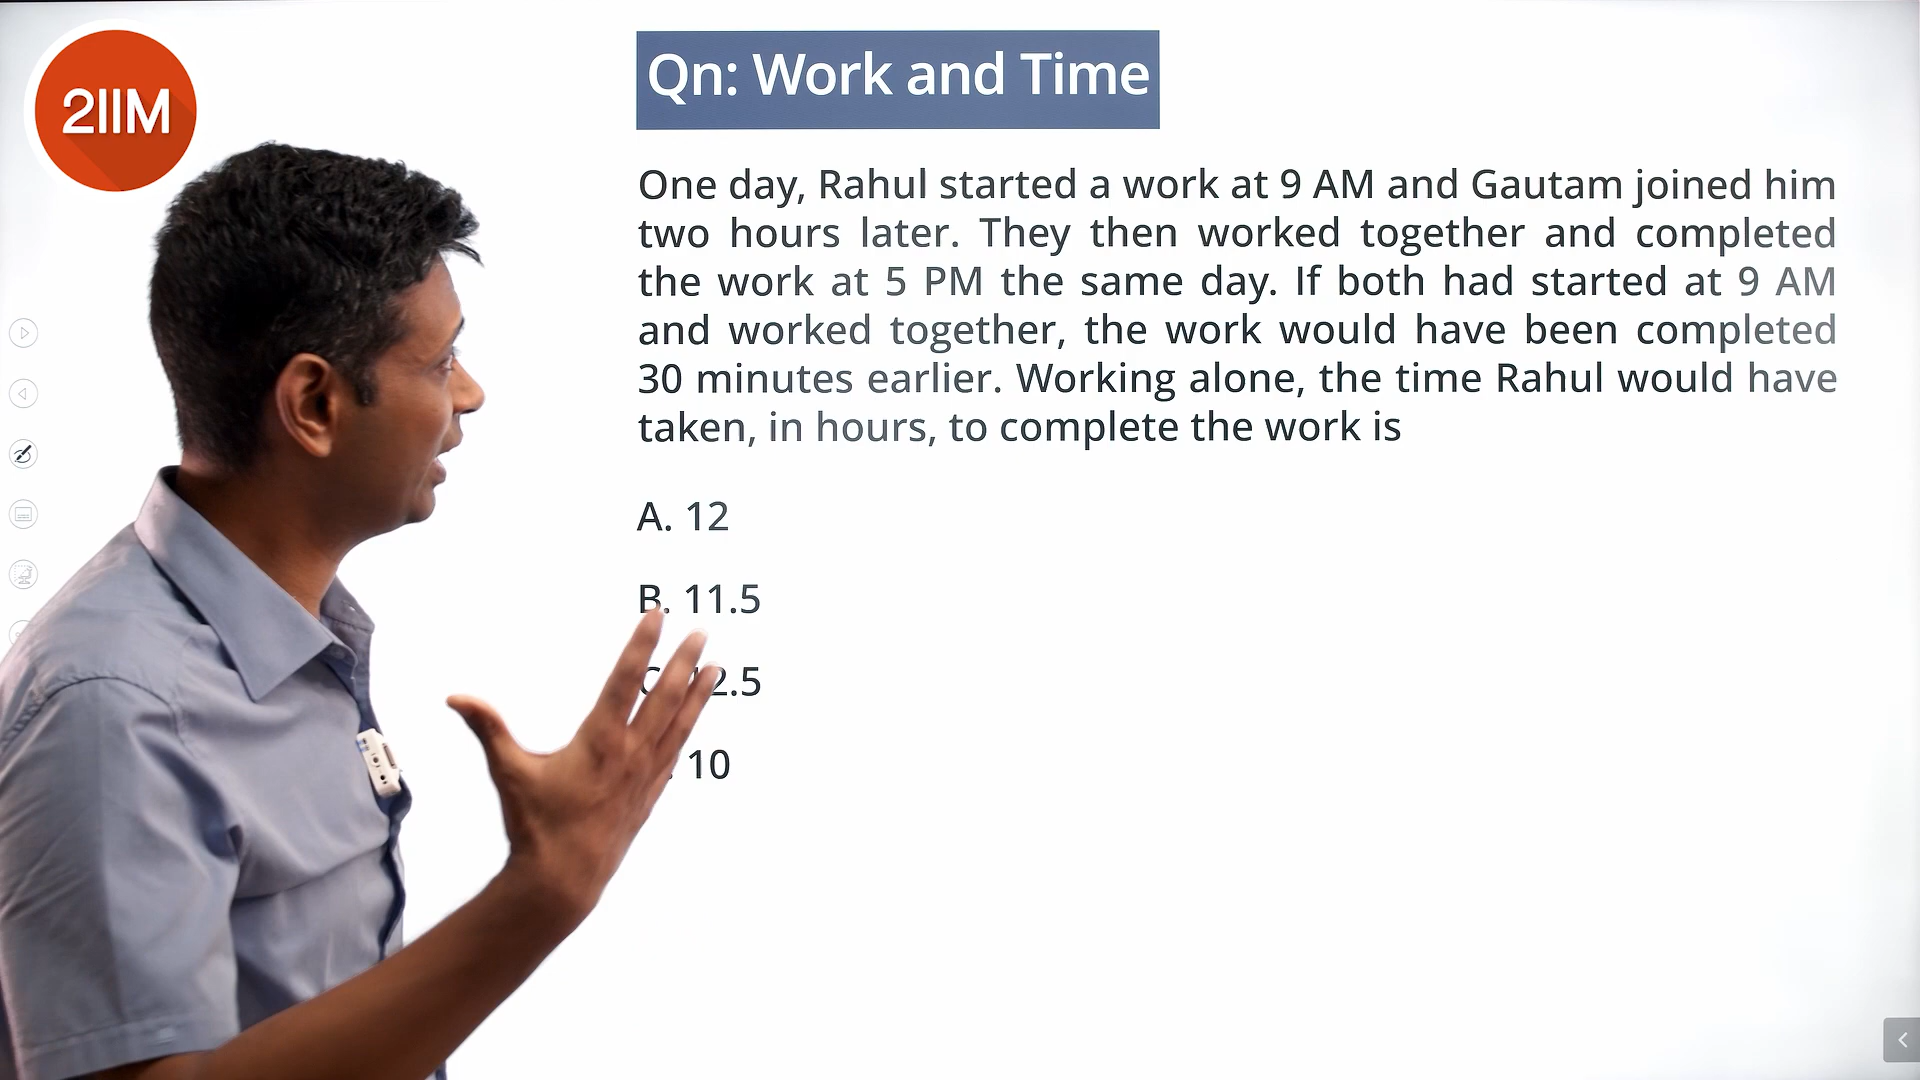 2IIM
Qn: Work and Time
One day, Rahul started a work at 9 AM and Gautam joined him
two hours later. They then worked together and completed
the work at 5 PM the same day. If both had started at 9 AM
and worked together, the work would have been completed
30 minutes earlier. Working alone, the time Rahul would have
taken, in hours, to complete the work is
A. 12
B. 11.5
C. 12.5
10